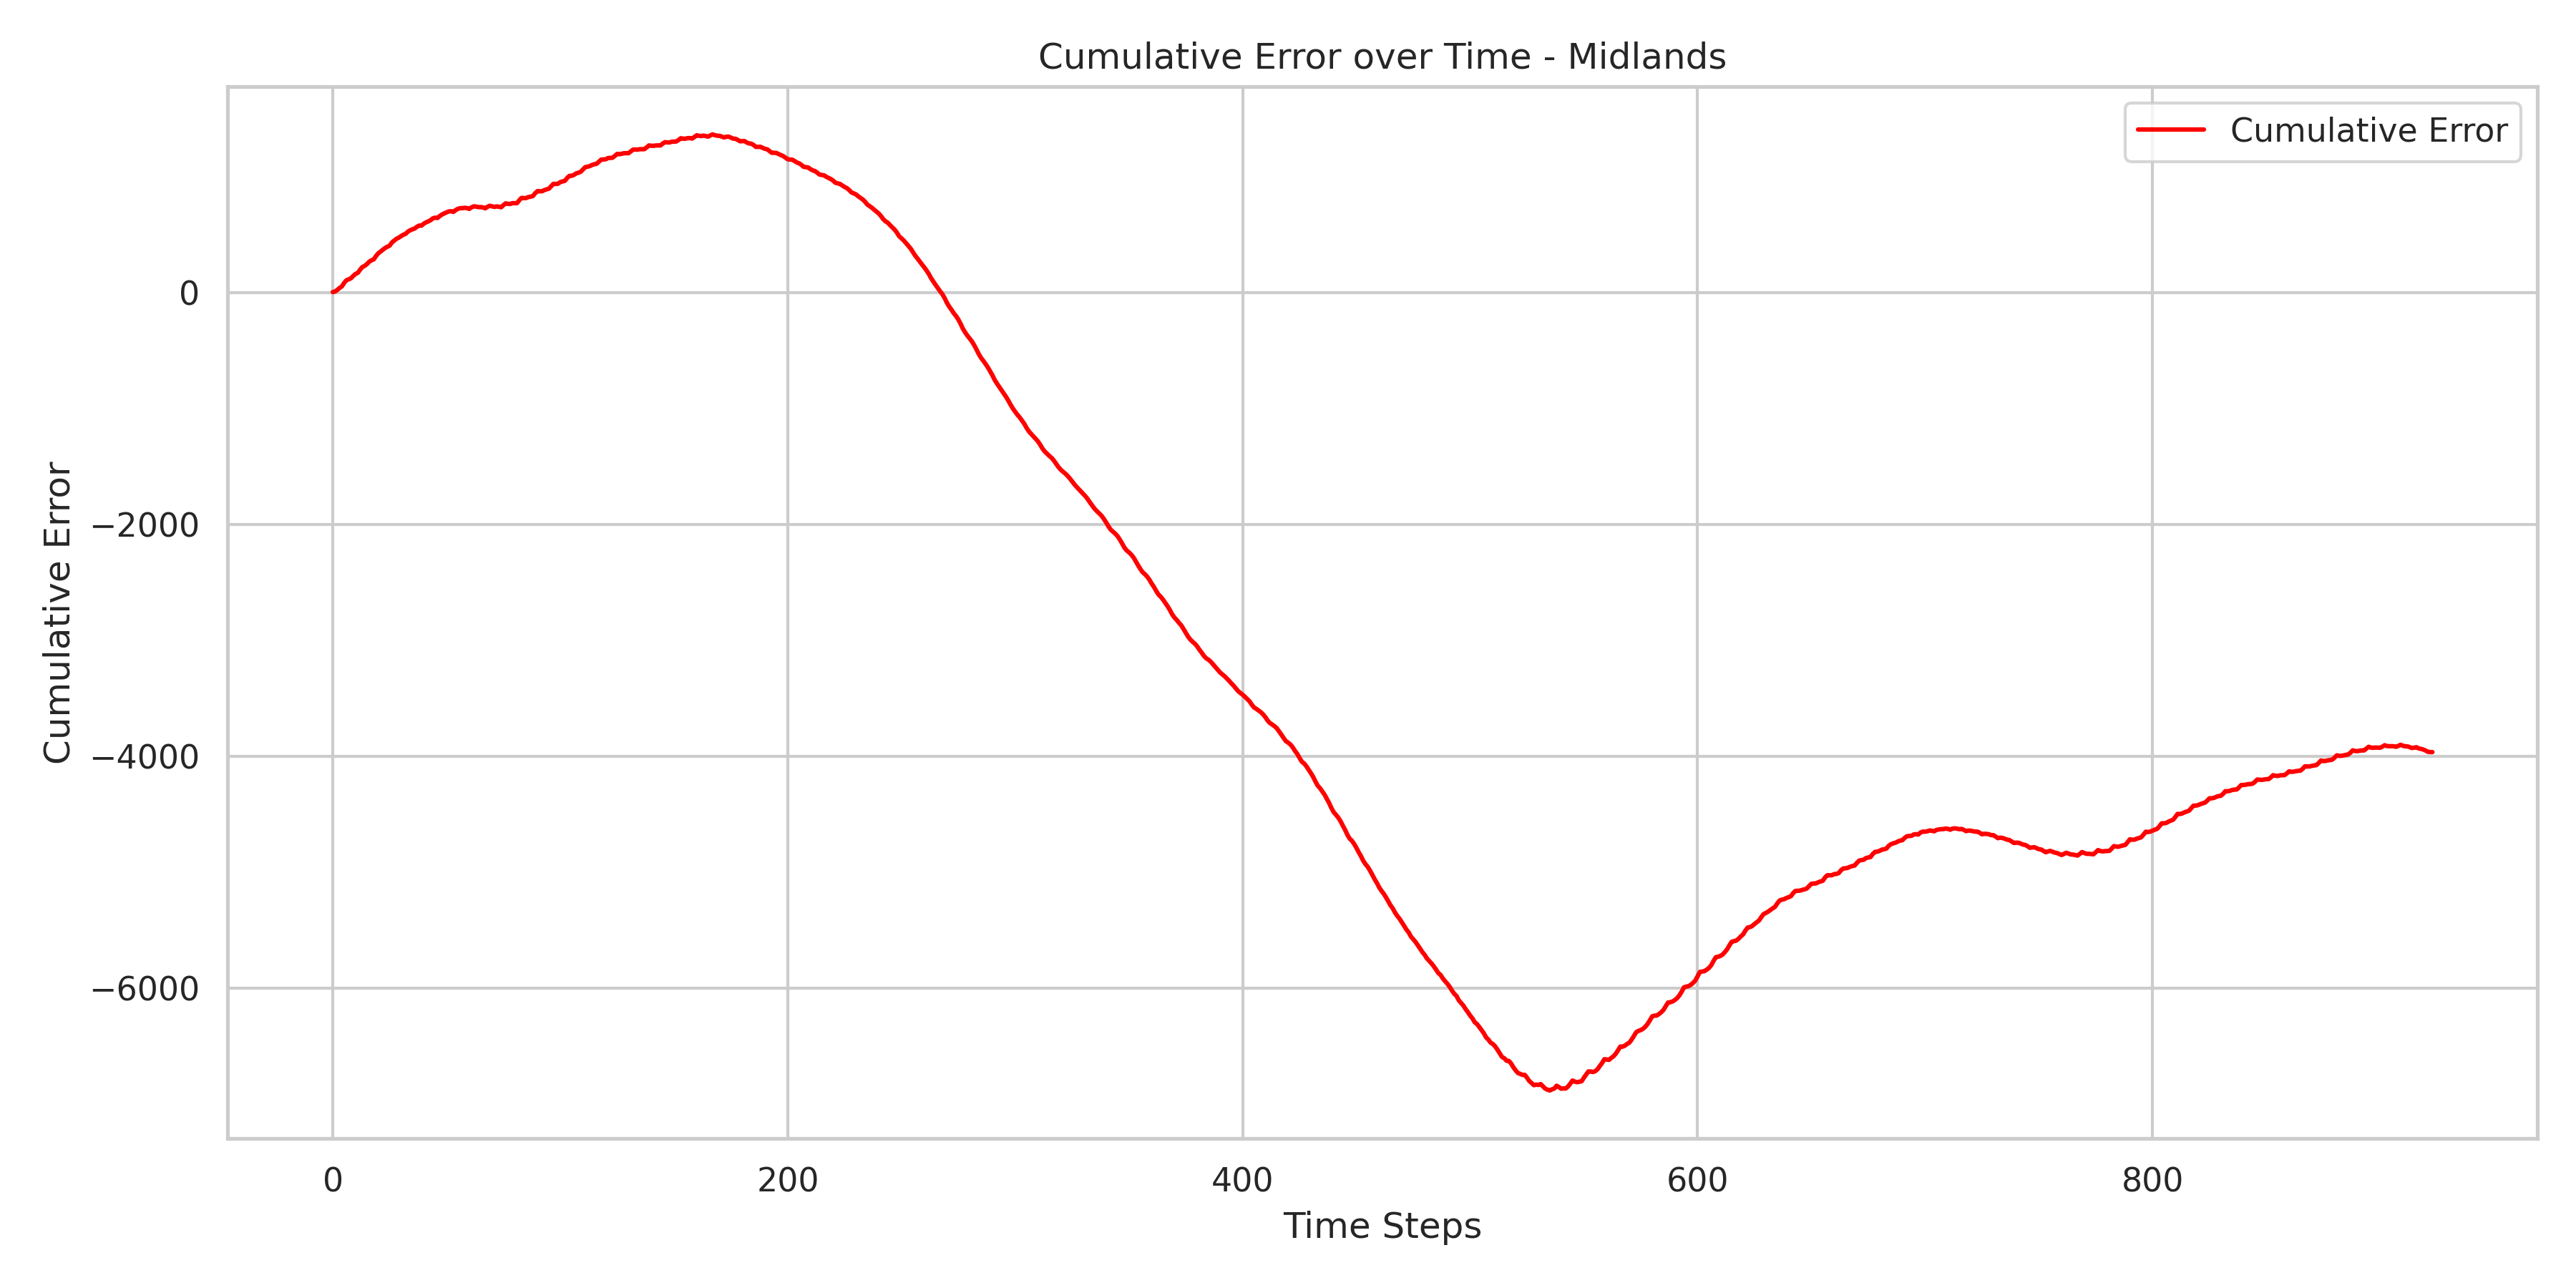 Cumulative Error over Time - Midlands
Cumulative Error
Cumulative Error
0
−2000
−4000
−6000
0
200
400
600
800
Time Steps